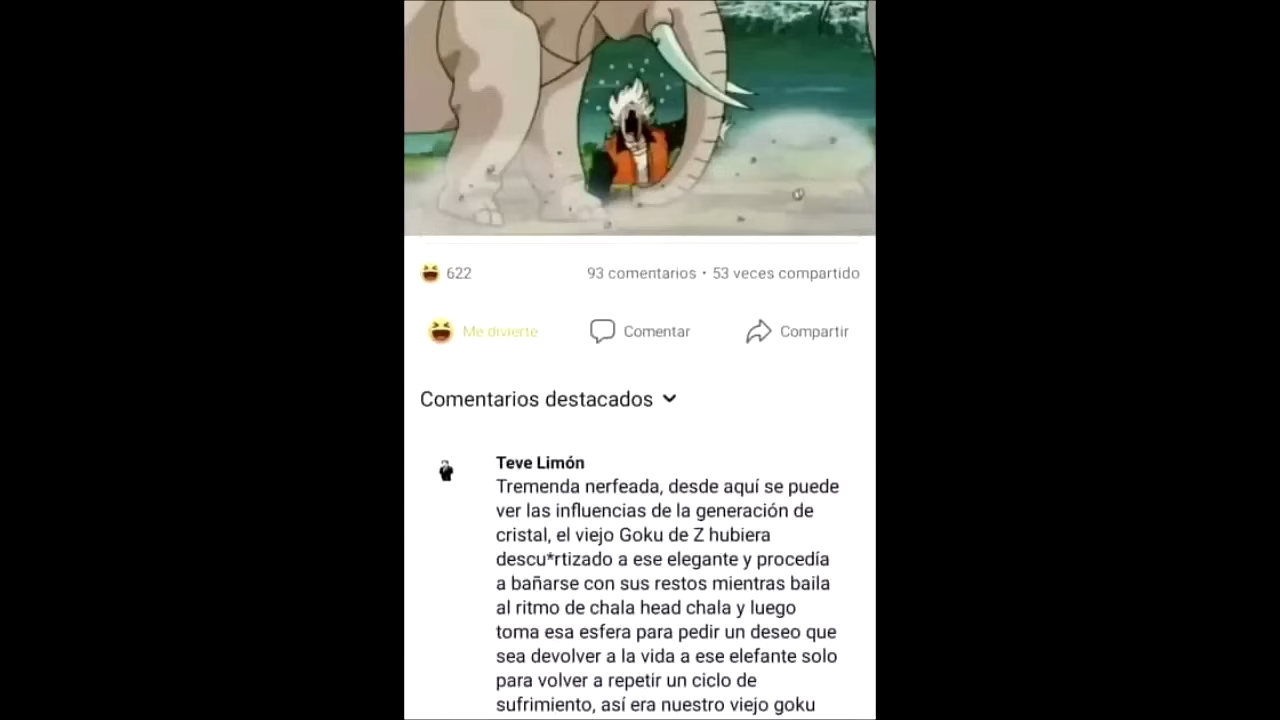 622
93 comentarios • 53 veces compartido
Me divierte
Comentar
Compartir
Comentarios destacados
Teve Limón
Tremenda nerfeada, desde aquí se puede
ver las influencias de la generación de
cristal, el viejo Goku de Z hubiera
descu*rtizado a ese elegante y procedía
a bañarse con sus restos mientras baila
al ritmo de chala head chala y luego
toma esa esfera para pedir un deseo que
sea devolver a la vida a ese elefante solo
para volver a repetir un ciclo de
sufrimiento, así era nuestro viejo goku